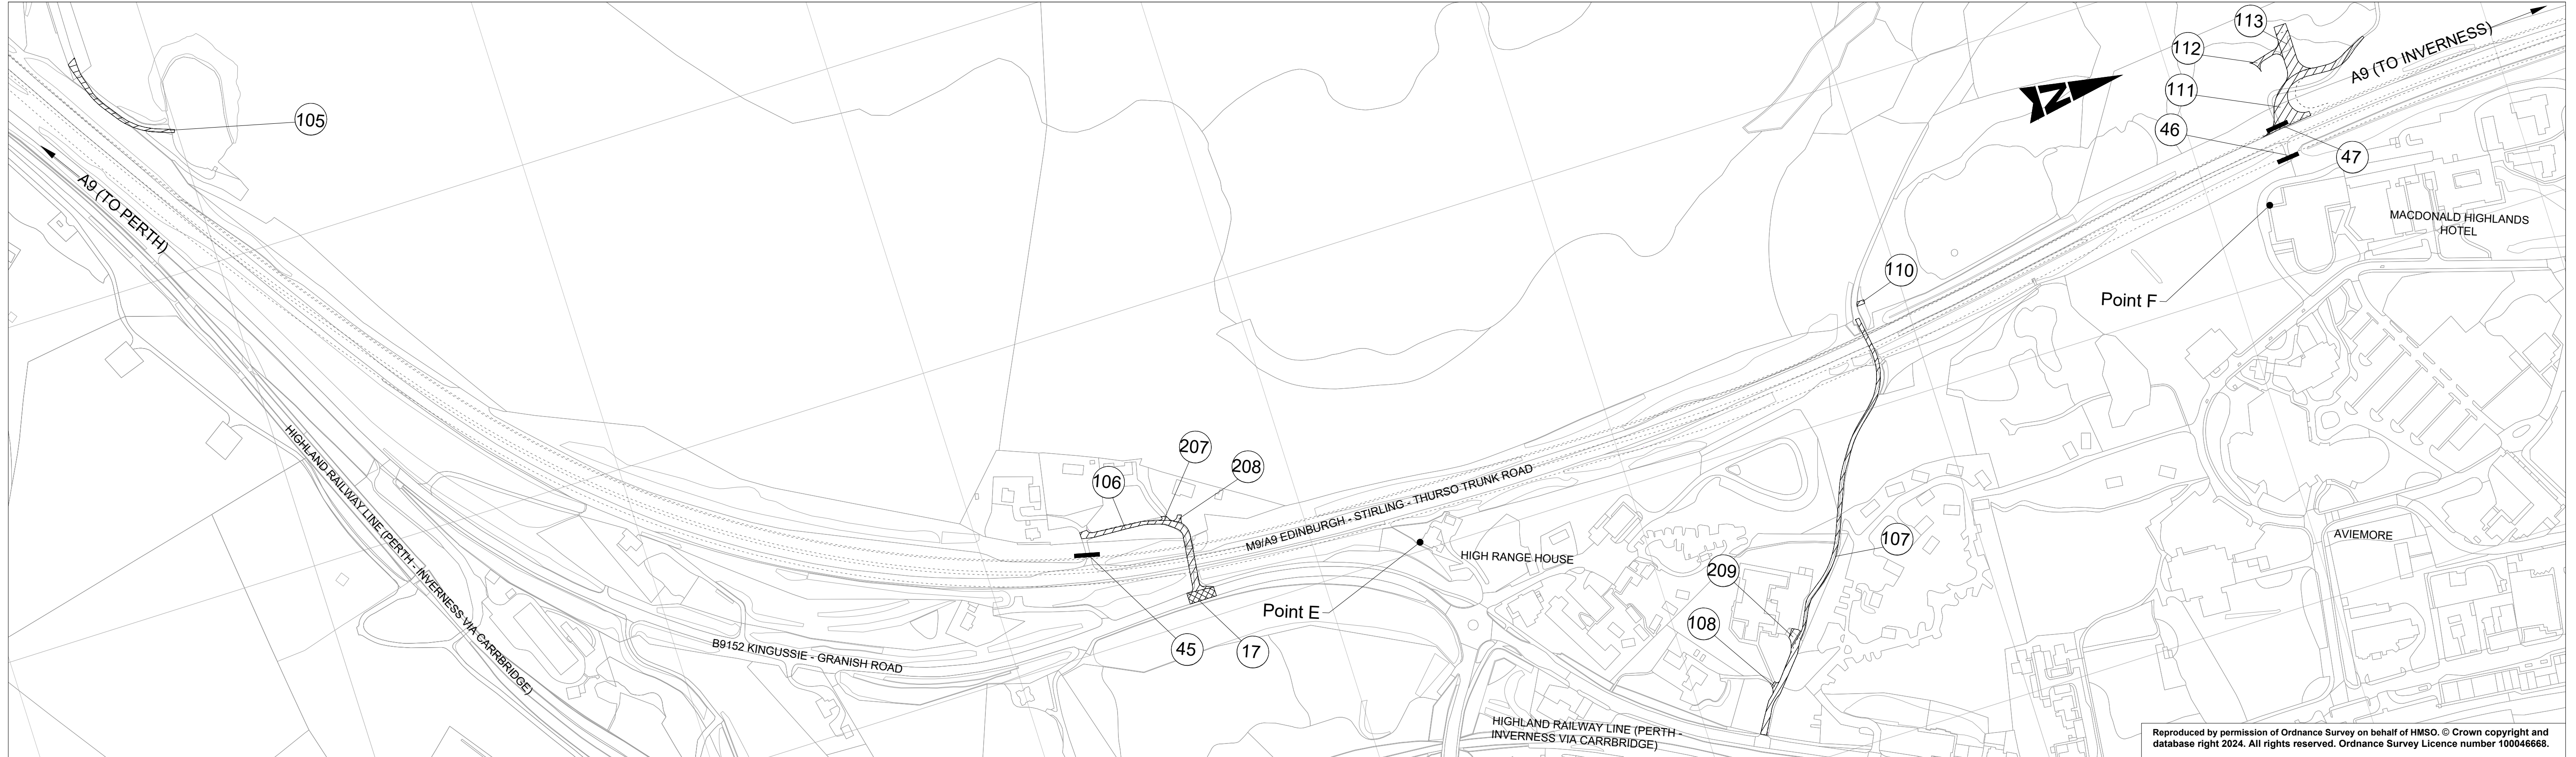 113
112
A9 (TO INVERNESS)
N
111
105
46
47
A9 (TO PERTH)
MACDONALD HIGHLANDS
HOTEL
110
Point F
207
208
106
M9/A9 EDINBURGH - STIRLING - THURSO TRUNK ROAD
HIGHLAND RAILWAY LINE (PERTH - INVERNESS VIA CARRBRIDGE)
HIGH RANGE HOUSE
107
AVIEMORE
209
Point E
108
B9152 KINGUSSIE - GRANISH ROAD
45
17
HIGHLAND RAILWAY LINE (PERTH -
INVERNESS VIA CARRBRIDGE)
Reproduced by permission of Ordnance Survey on behalf of HMSO. © Crown copyright and
database right 2024. All rights reserved. Ordnance Survey Licence number 100046668.